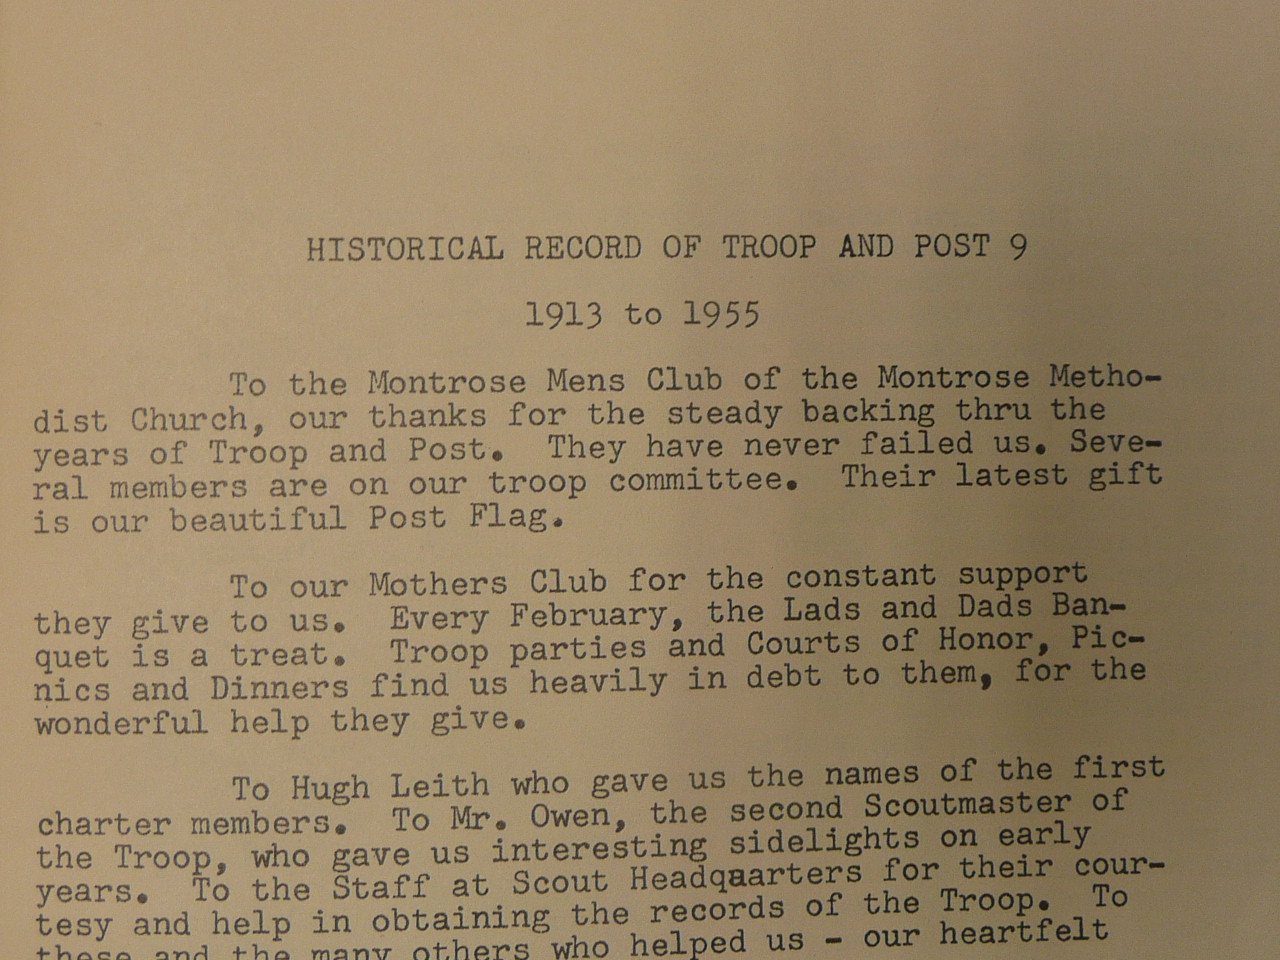 HISTORICAL RECORD OF TROOP AND POST 9
1913 to 1955
To the Montrose Mens Club of the Montrose Metho-
dist Church, our thanks for the steady backing thru the
years of Troop and Post. They have never failed us. Seve-
ral members are on our troop committee. Their latest gift
is our beautiful Post Flag.
To our Mothers Club for the constant support
they give to us. Every February, the Lads and Dads Ban-
quet is a treat. Troop parties and Courts of Honor, Pic-
nics and Dinners find us heavily in debt to them, for the
wonderful help they give.
To Hugh Leith who gave us the names of the first
charter members. To Mr. Owen, the second Scoutmaster of
the Troop, who gave us interesting sidelights on early
years. To the Staff at Scout Headqaarters for their cour-
tesy and help in obtaining the records of the Troop. To
these and the many others who helped us - our heartfelt